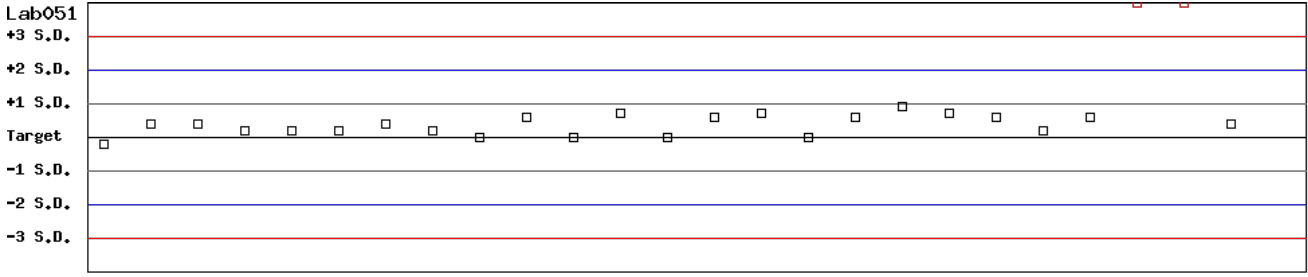 Lab051
+3 S.D.
+2 S.D.
+1 S.D.
Target
-1 S.D.
-2 S.D.
-3 S.D.